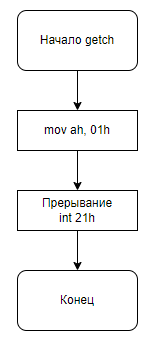 Начало getch
mov ah, 01h
Прерывание
int 21h
Конец